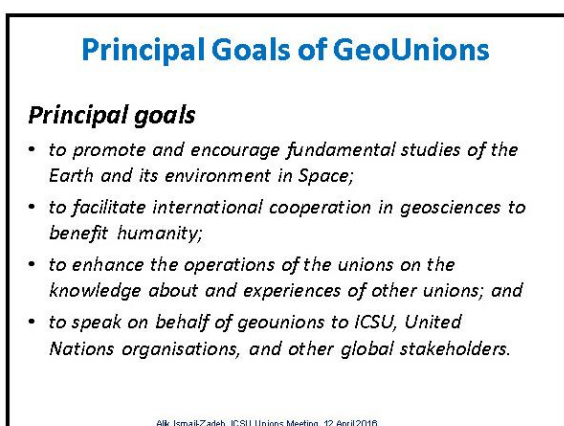 Principal Goals of GeoUnions
Principal goals
• to promote and encourage fundamental studies of the
Earth and its environment in Space;
• to facilitate international cooperation in geosciences to
benefit humanity;
• to enhance the operations of the unions on the
knowledge about and experiences of other unions; and
• to speak on behalf of geounions to ICSU, United
Nations organisations, and other global stakeholders.
Alik Ismail-Zadeh, ICSU Unions Meeting, 12 April 2016